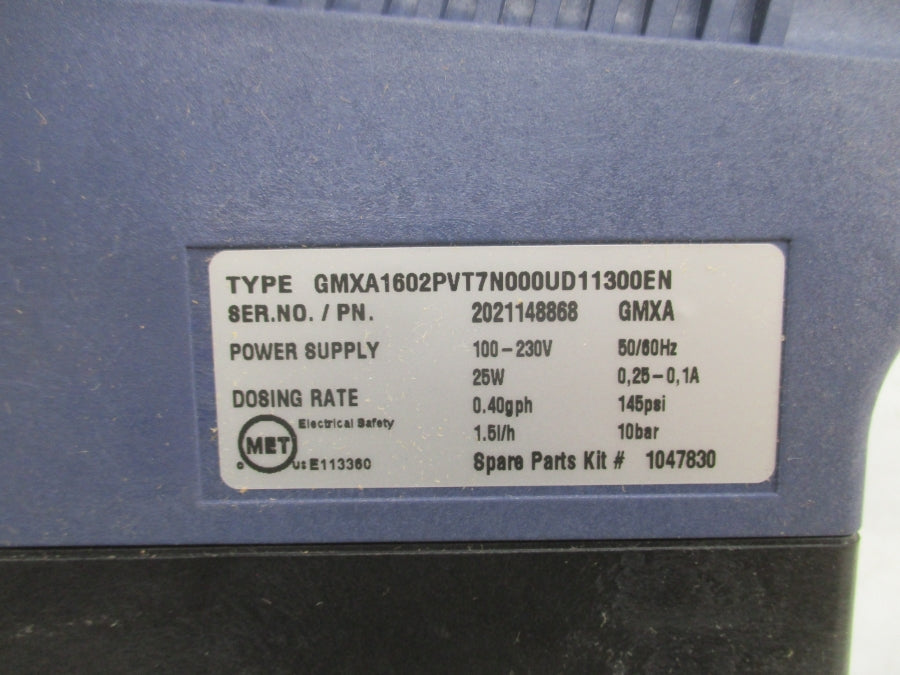 TYPE GMXA1602PVT7N000UD11300EN
SER.NO. / PN. 2021148868 GMXA
POWER SUPPLY 100-230V 50/60Hz
25W 0,25-0,1A
DOSING RATE 0.40gph 145psi
1.5l/h 10bar
Electrical Safety
MET
c us E113360
Spare Parts Kit # 1047830